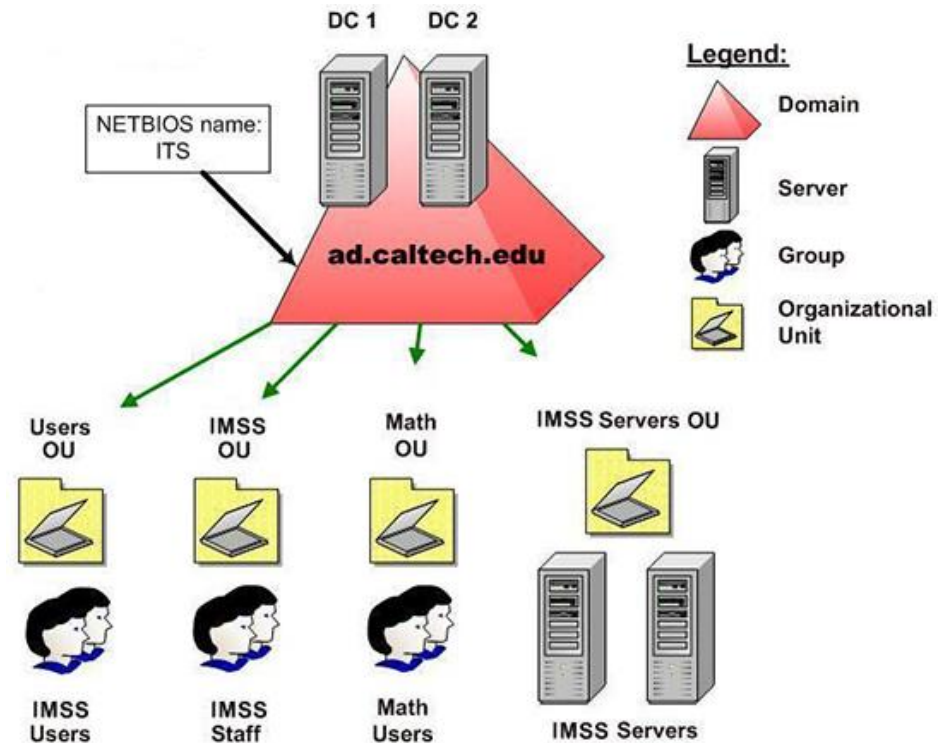 DC 1
DC 2
Legend:
NETBIOS name:
ITS
Domain
Server
ad.caltech.edu
Group
Organizational
Unit
Users
OU
IMSS
OU
Math
OU
IMSS Servers OU
IMSS
Users
IMSS
Staff
Math
Users
IMSS Servers